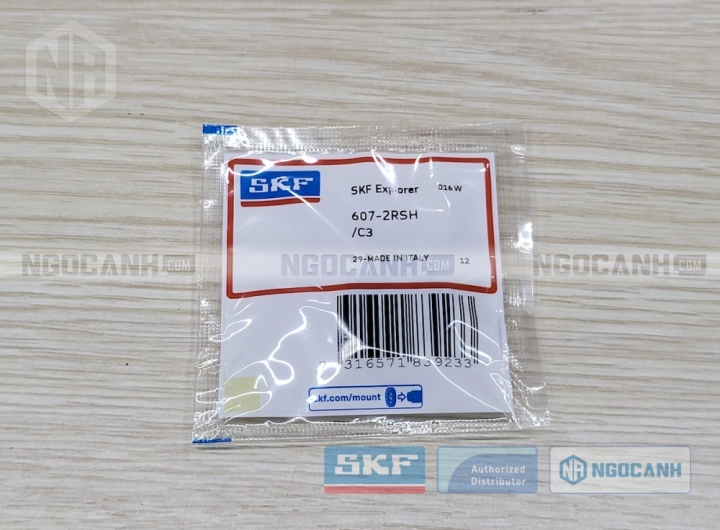 NGOCANH.COM
SKF
SKF Explorer
016W
607-2RSH
/C3
29-MADE IN ITALY
12
NGOCANH.COM
NGOCANH.COM
7 316571 839233
skf.com/mount
SKF
Authorized
Distributor
NGOCANH